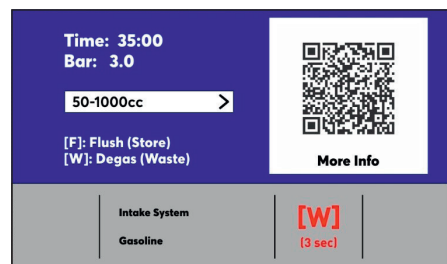 Time: 35:00
Bar: 3.0
50-1000cc >
[F]: Flush (Store)
[W]: Degas (Waste)
More Info
Intake System
Gasoline
[W]
(3 sec)